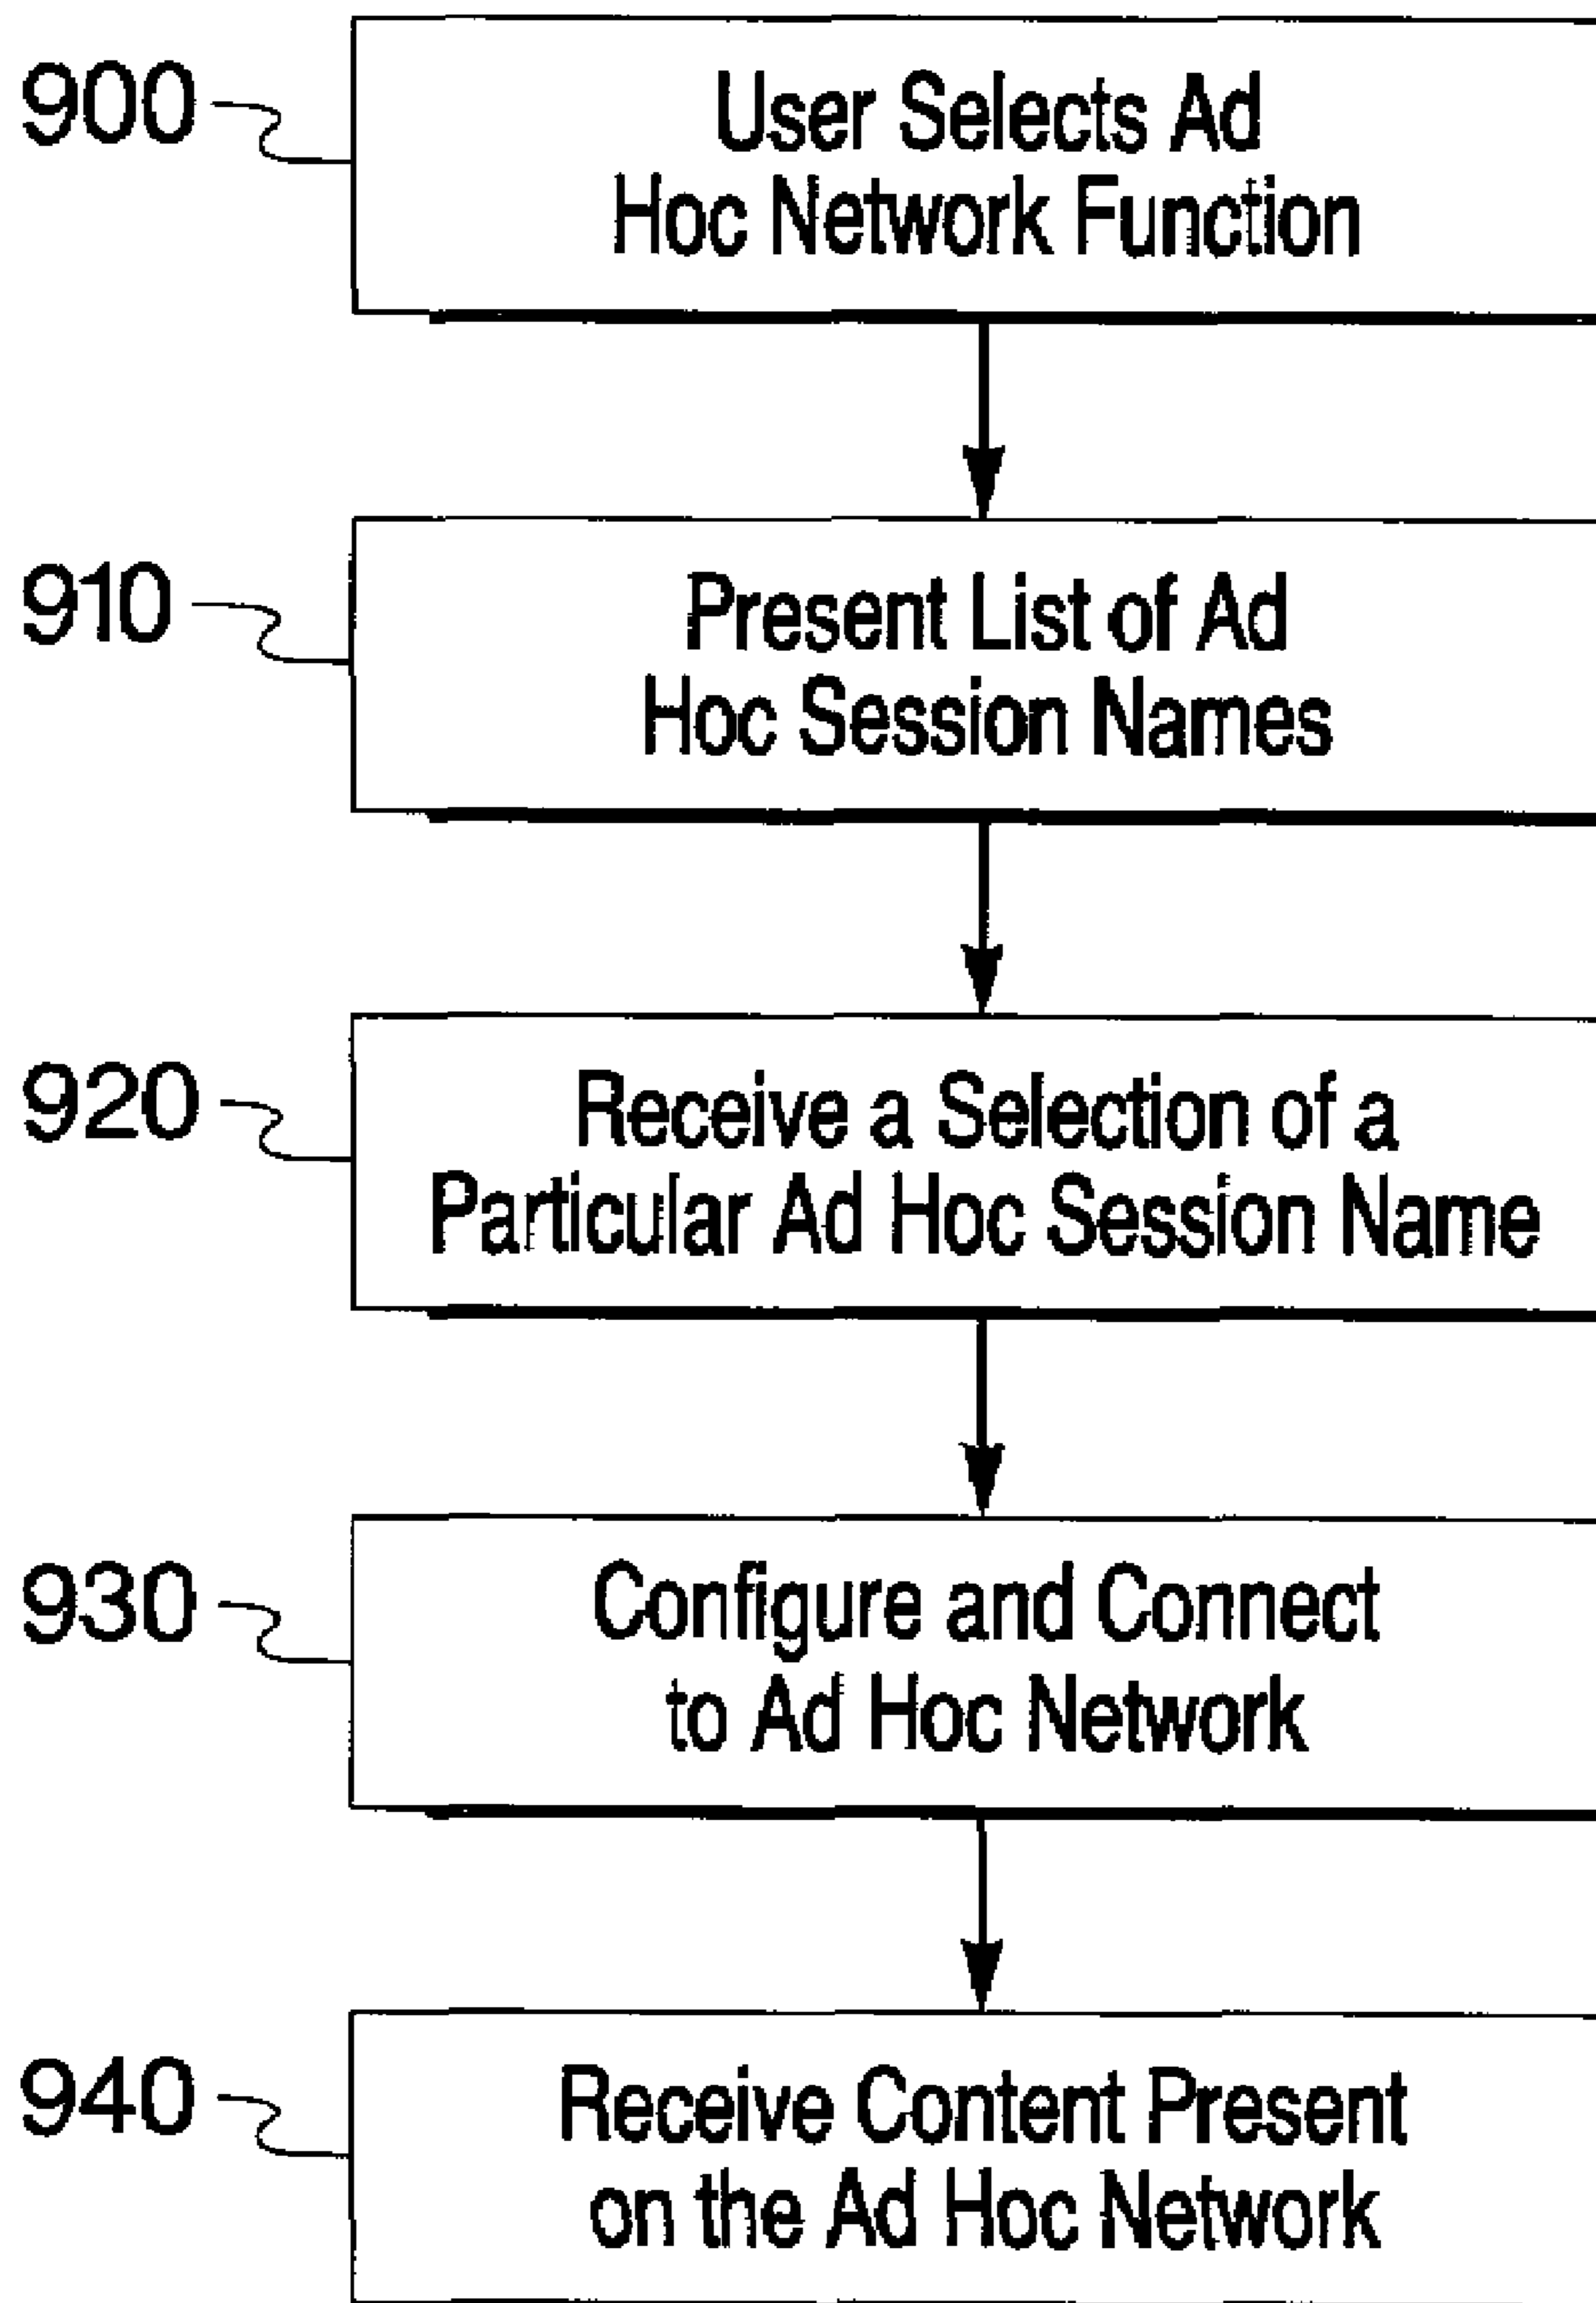 900
User Selects Ad
Hoc Network Function
910
Present List of Ad
Hoc Session Names
920
Receive a Selection of a
Particular Ad Hoc Session Name
930
Configure and Connect
to Ad Hoc Network
940
Receive Content Present
on the Ad Hoc Network